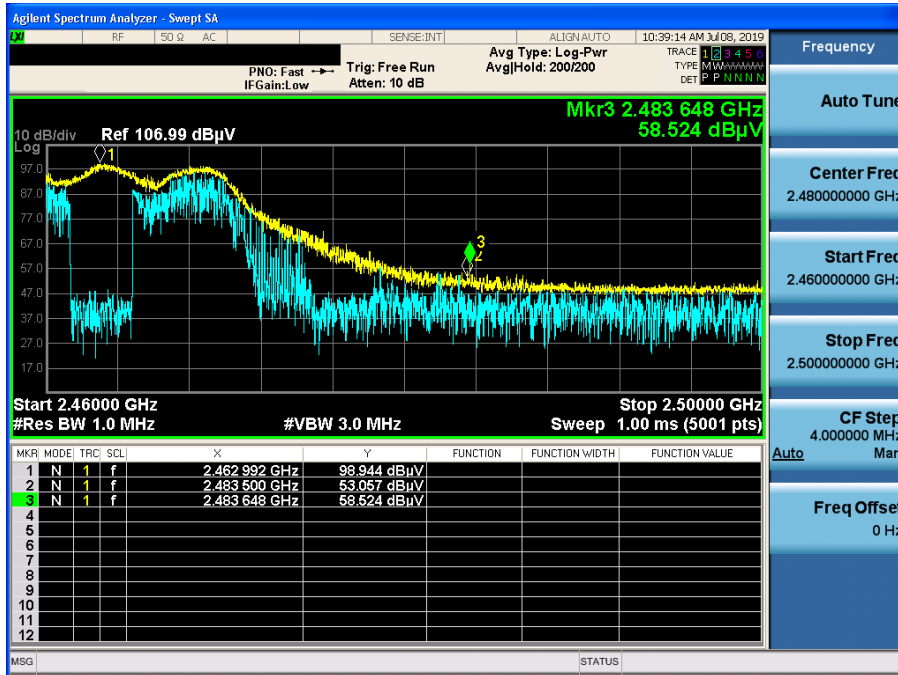 Agilent Spectrum Analyzer - Swept SA
LXI RF 50 Ω AC SENSE:INT ALIGN AUTO 10:39:14 AM Jul 08, 2019
PNO: Fast Trig: Free Run Avg Type: Log-Pwr TRACE 1 2 3 4 5 6
IFGain:Low Atten: 10 dB Avg|Hold: 200/200 TYPE M W
DET P P N N N N
Mkr3 2.483 648 GHz
58.524 dBµV
10 dB/div Ref 106.99 dBµV
Log
97.0
87.0
77.0
67.0
57.0
47.0
37.0
27.0
17.0
1
3
2
Start 2.46000 GHz Stop 2.50000 GHz
#Res BW 1.0 MHz #VBW 3.0 MHz Sweep 1.00 ms (5001 pts)
MKR MODE TRC SCL X Y FUNCTION FUNCTION WIDTH FUNCTION VALUE
1 N 1 f 2.462 992 GHz 98.944 dBµV
2 N 1 f 2.483 500 GHz 53.057 dBµV
3 N 1 f 2.483 648 GHz 58.524 dBµV
4
5
6
7
8
9
10
11
12
MSG STATUS
Frequency
Auto Tune
Center Freq
2.480000000 GHz
Start Freq
2.460000000 GHz
Stop Freq
2.500000000 GHz
CF Step
4.000000 MHz
Auto Man
Freq Offset
0 Hz